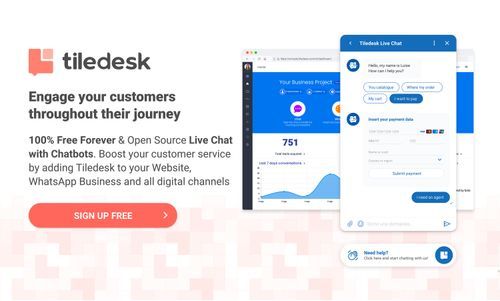 tiledesk
Engage your customers
throughout their journey
100% Free Forever & Open Source Live Chat
with Chatbots. Boost your customer service
by adding Tiledesk to your Website,
WhatsApp Business and all digital channels
SIGN UP FREE
Home
Your Business Project
751
Last 7 days conversations
Tiledesk Live Chat
Hello, my name is Luise
How can I help you?
You catalogue
Where my order
My cart
I want to pay
Insert your payment data
Submit payment
I need an agent
Need help?
Click here and start chatting with us!